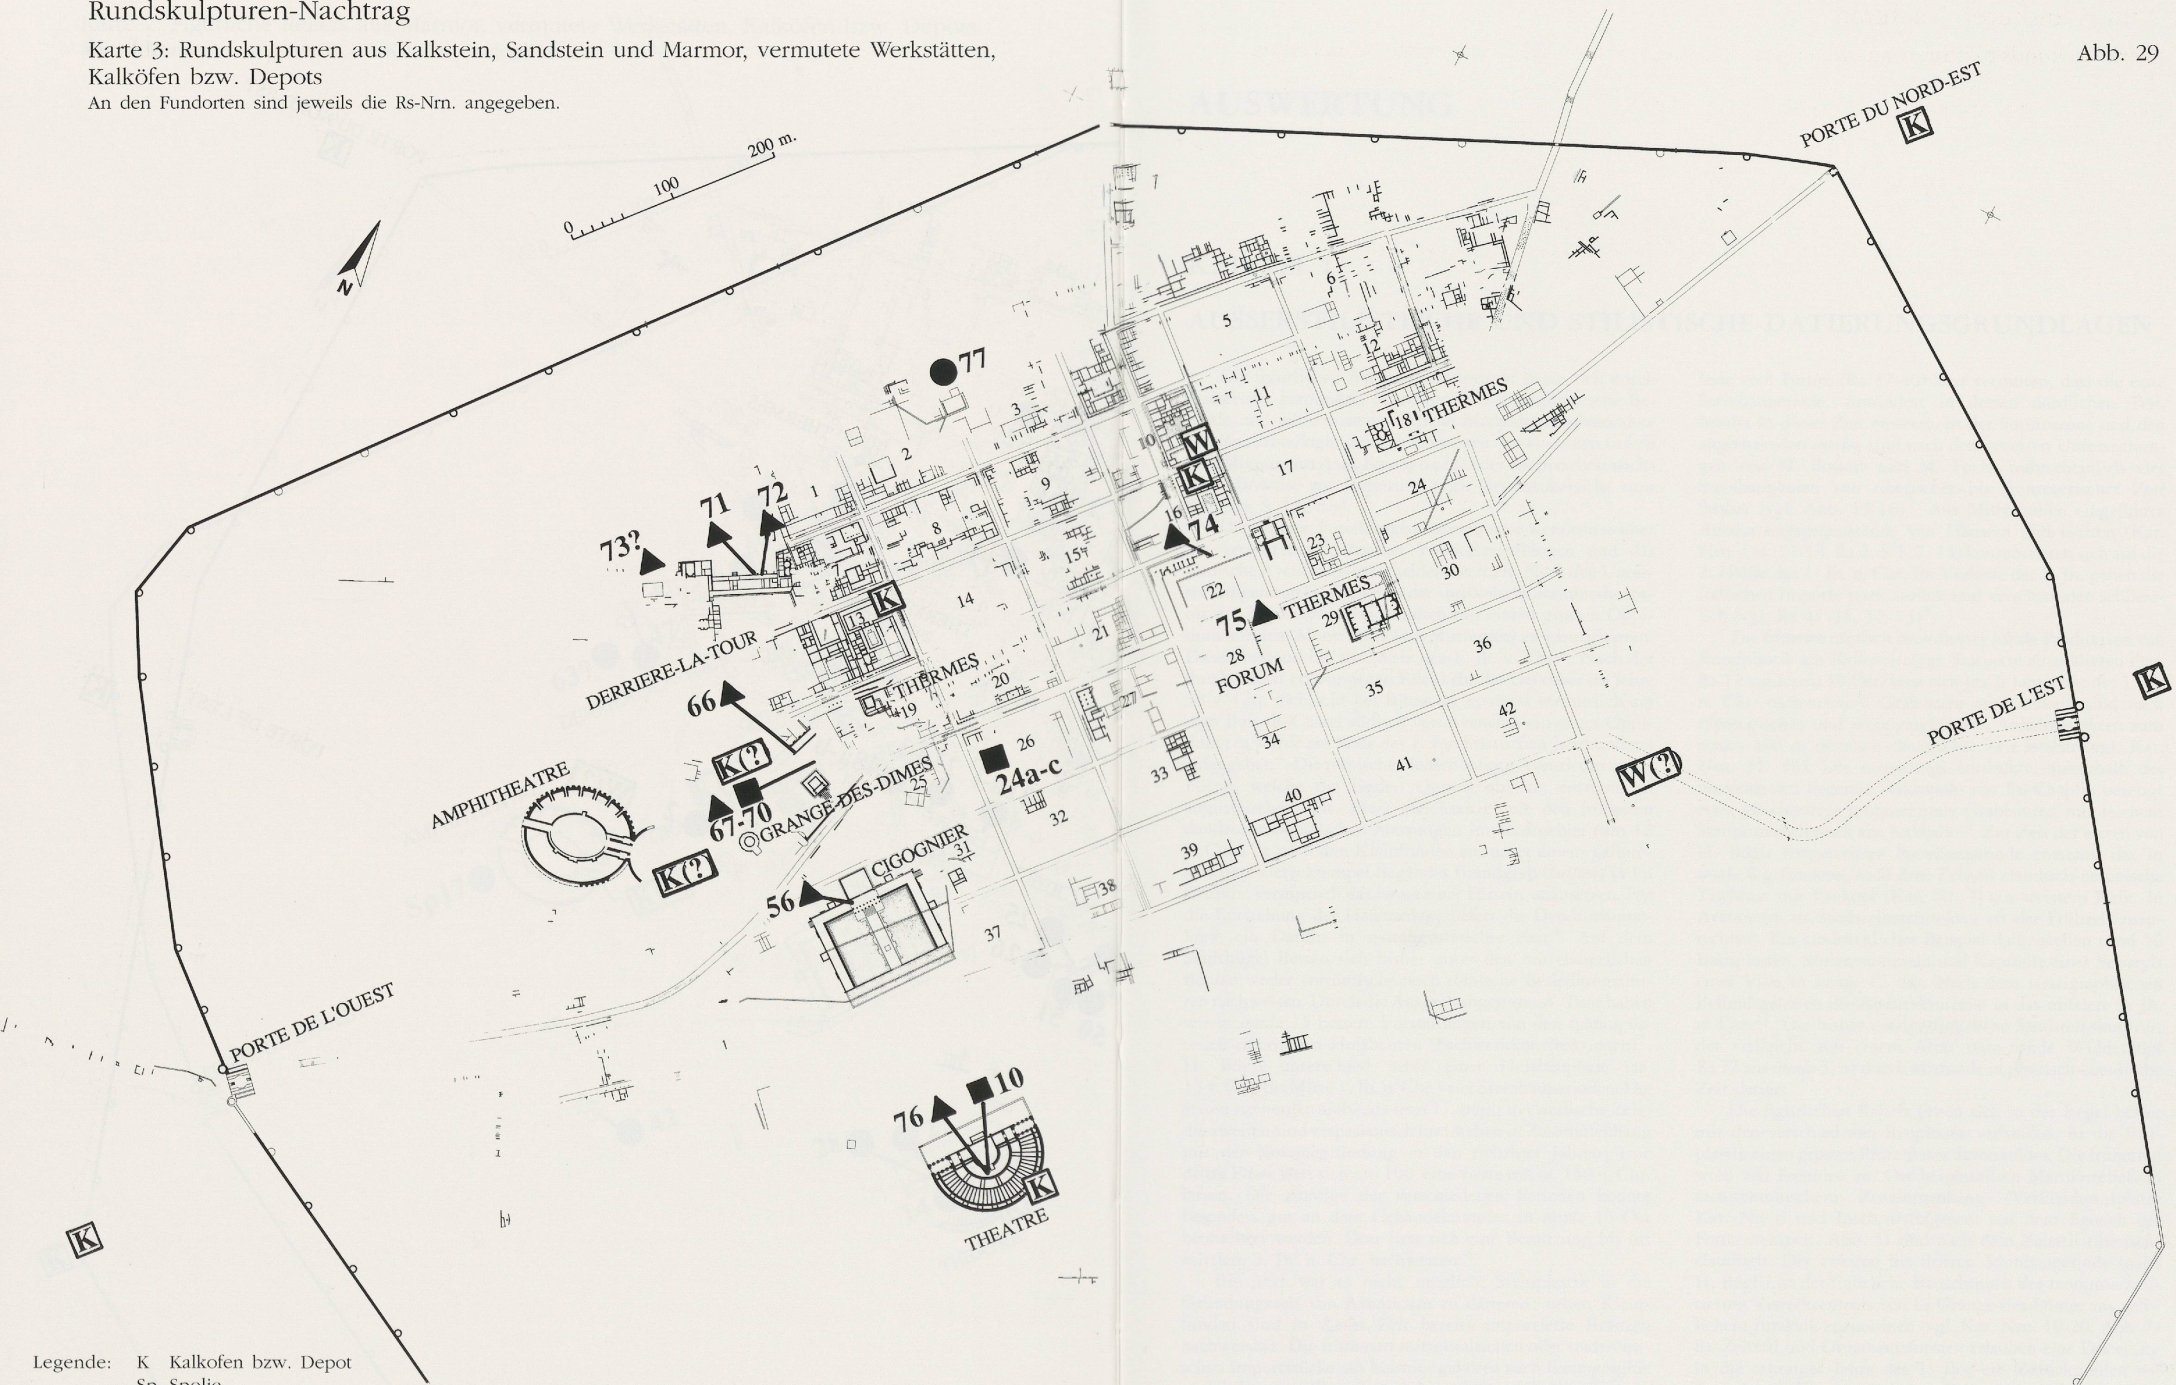 Rundskulpturen-Nachtrag
Karte 3: Rundskulpturen aus Kalkstein, Sandstein und Marmor, vermutete Werkstätten,
Kalköfen bzw. Depots
An den Fundorten sind jeweils die Rs-Nrn. angegeben.
Abb. 29
PORTE DU NORD-EST
K
0 100 200 m.
N
6
5
12
77
11
3
18 THERMES
10
W
2
17
K
9
24
1
71
72
8
16
74
73?
23
15
30
22
14
K
THERMES
13
75
29
21
28
36
DERRIERE-LA-TOUR
FORUM
THERMES
20
35
K
66
19
27
42
PORTE DE L'EST
26
34
K(?)
24a-c
33
41
W(?)
25
AMPHITHEATRE
67-70
GRANGE-DES-DIMES
40
32
CIGOGNIER
31
39
K(?)
38
56
37
PORTE DE L'OUEST
10
76
K
THEATRE
K
Legende: K Kalkofen bzw. Depot